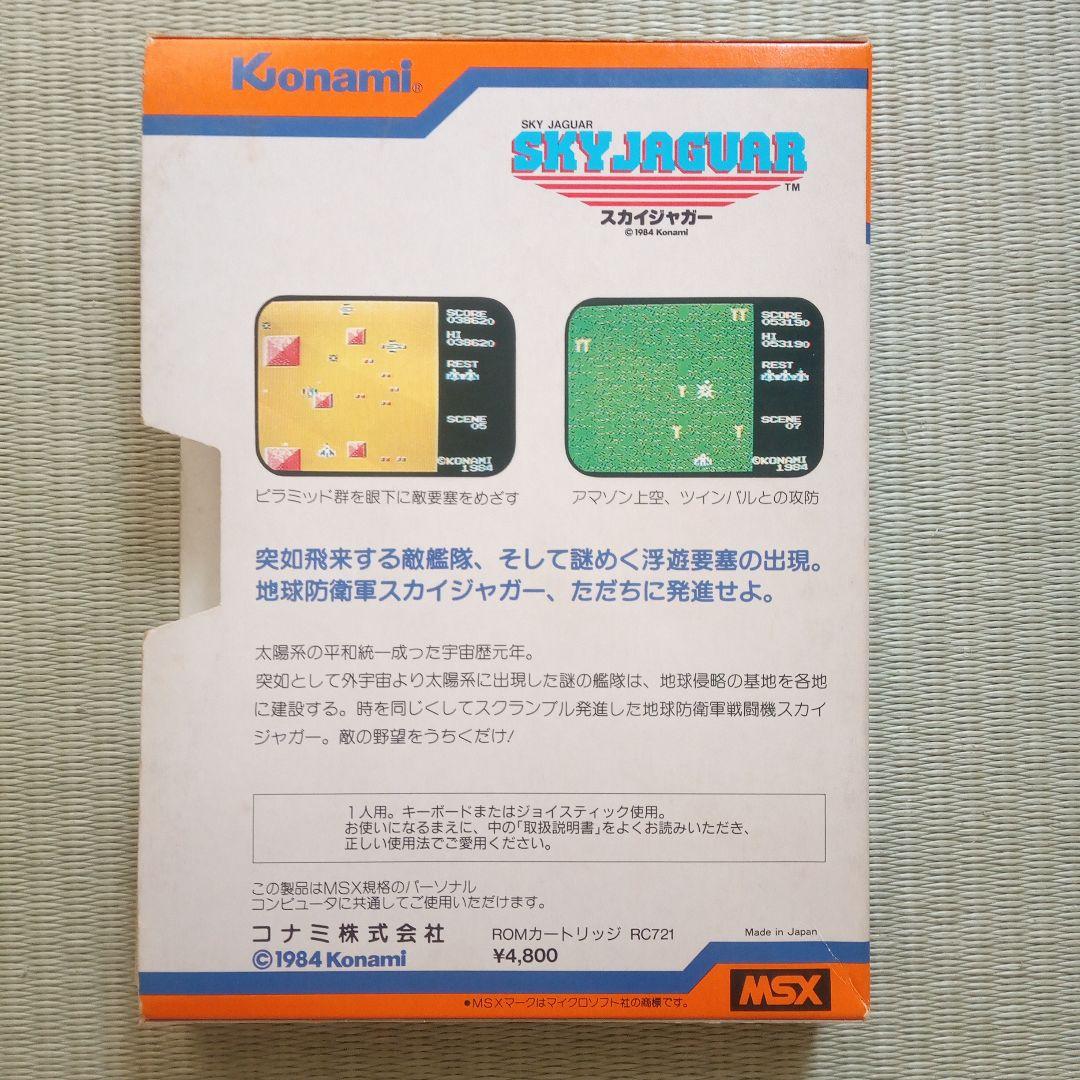 Konami®
SKY JAGUAR
SKY JAGUAR
TM
スカイジャガー
©1984 Konami
SCORE
038620
HI
038620
REST
SCENE
05
©KONAMI
1984
SCORE
053190
HI
053190
REST
SCENE
07
©KONAMI
1984
ピラミッド群を眼下に敵要塞をめざす
アマゾン上空、ツインバルとの攻防
突如飛来する敵艦隊、そして謎めく浮遊要塞の出現。
地球防衛軍スカイジャガー、ただちに発進せよ。
太陽系の平和統一成った宇宙歴元年。
突如として外宇宙より太陽系に出現した謎の艦隊は、地球侵略の基地を各地
に建設する。時を同じくしてスクランブル発進した地球防衛軍戦闘機スカイ
ジャガー。敵の野望をうちくだけ!
1人用。キーボードまたはジョイスティック使用。
お使いになるまえに、中の「取扱説明書」をよくお読みいただき、
正しい使用法でご愛用ください。
この製品はMSX規格のパーソナル
コンピュータに共通してご使用いただけます。
コナミ株式会社
©1984 Konami
ROMカートリッジ RC721
¥4,800
Made in Japan
●MSXマークはマイクロソフト社の商標です。
MSX